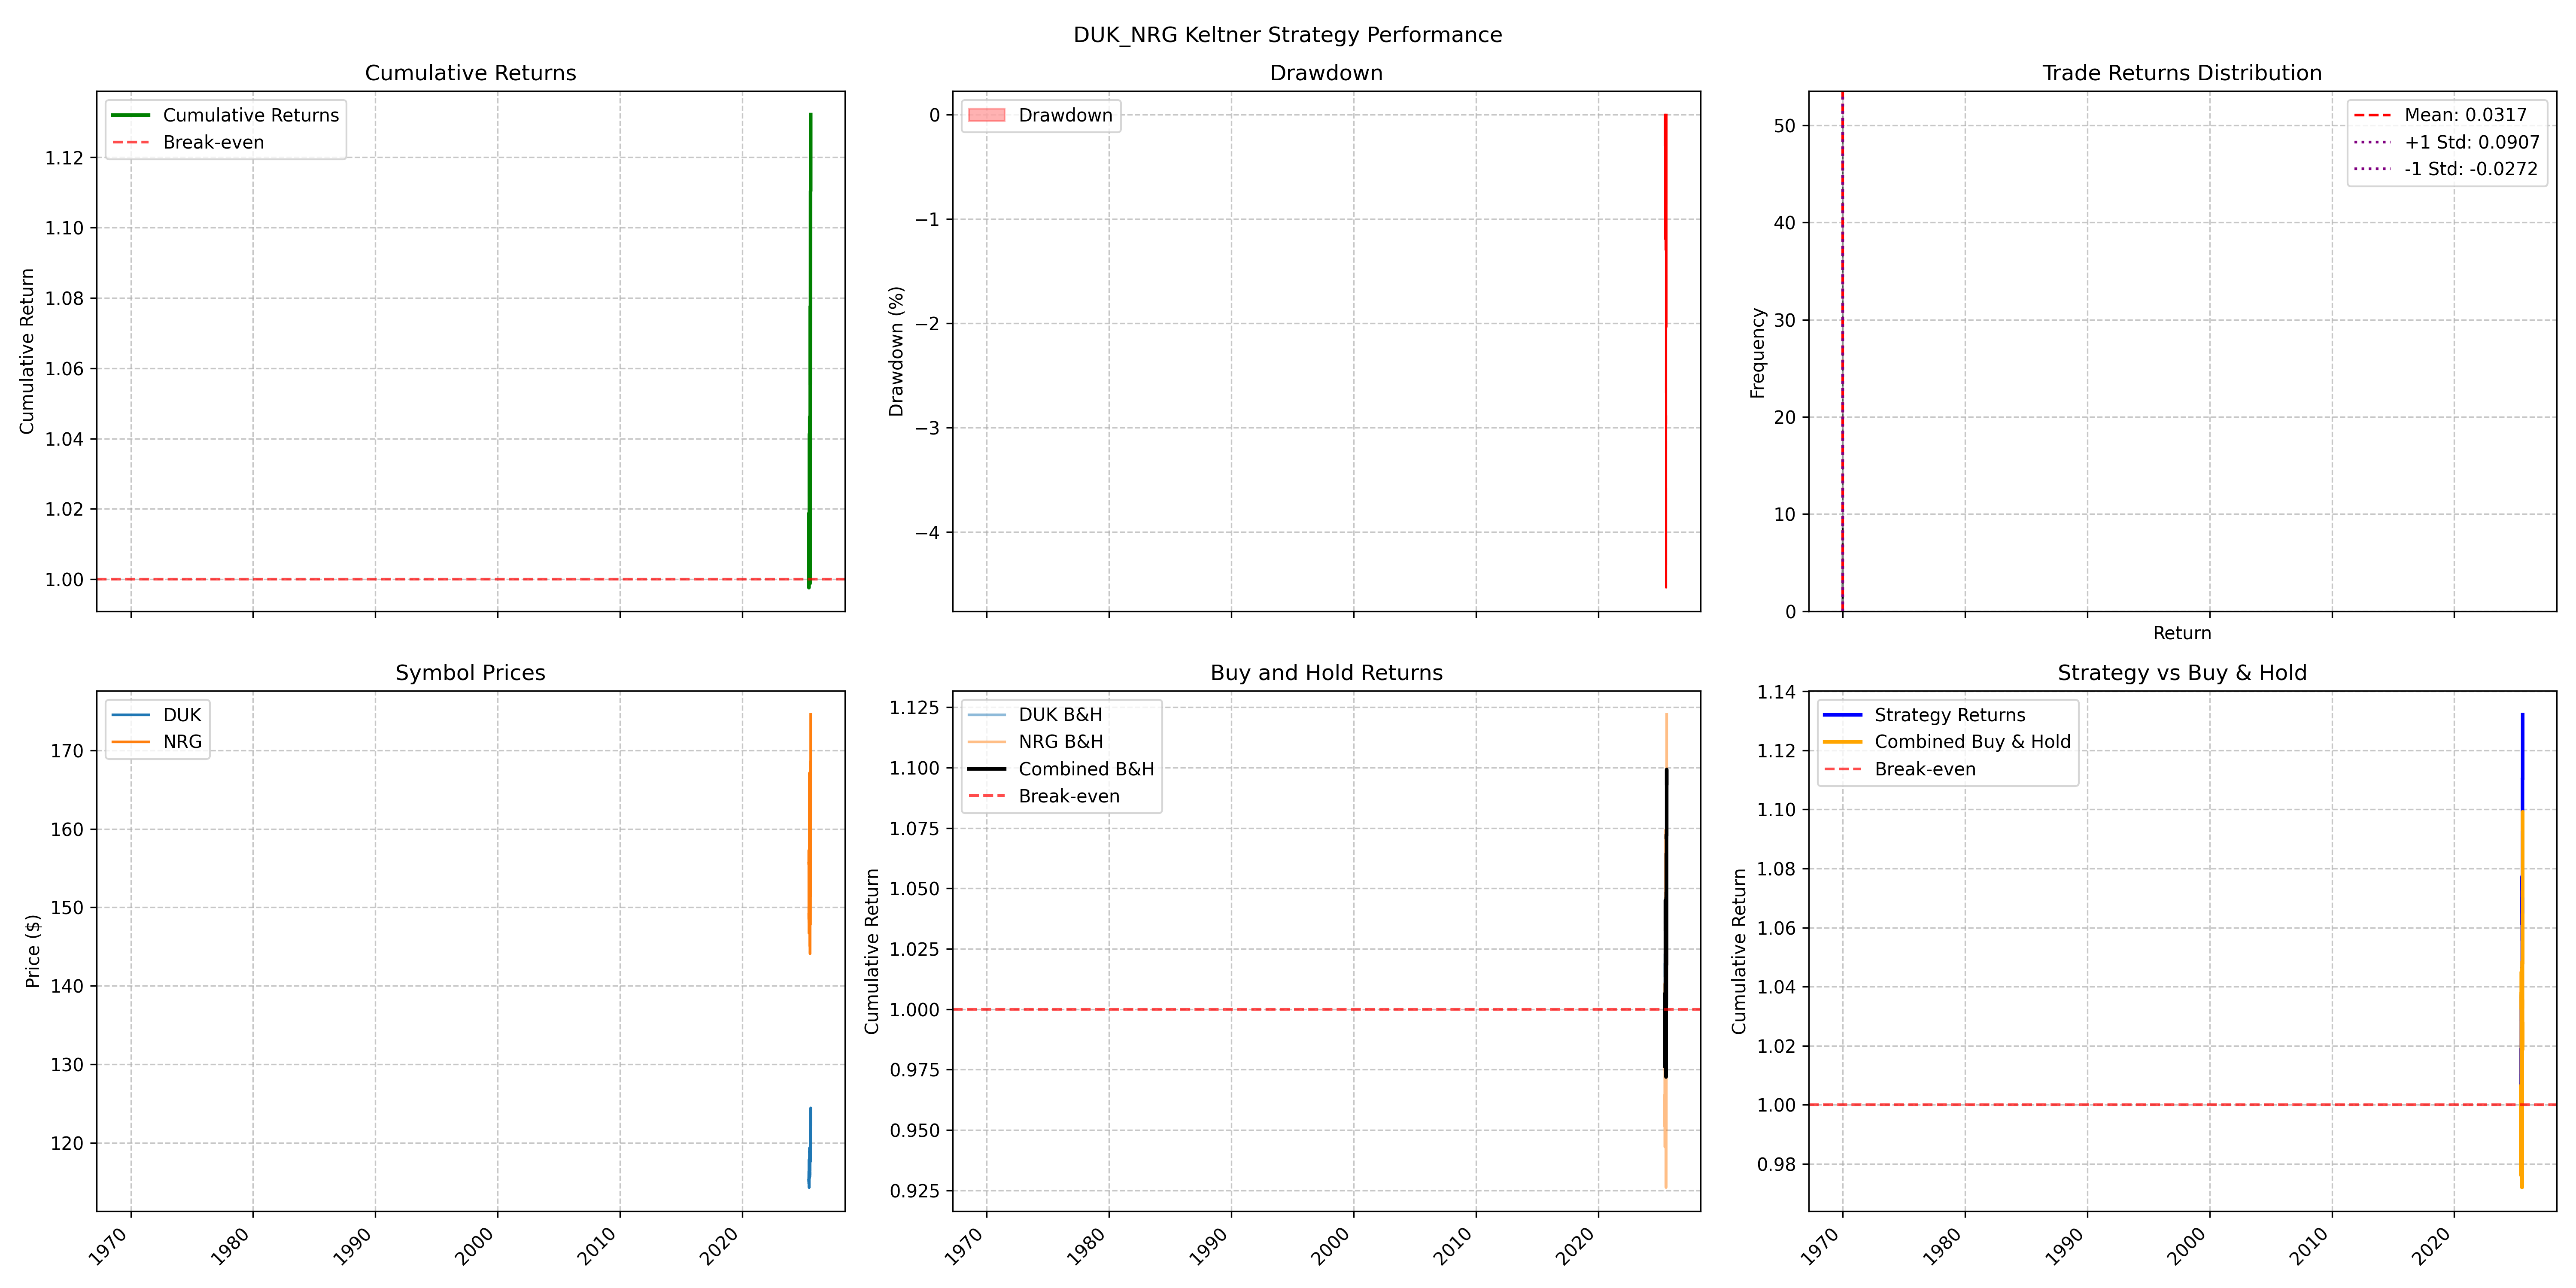 DUK_NRG Keltner Strategy Performance
Cumulative Returns
Cumulative Returns
Break-even
Cumulative Return
1.12
1.10
1.08
1.06
1.04
1.02
1.00
Drawdown
Drawdown
Drawdown (%)
0
−1
−2
−3
−4
Trade Returns Distribution
Mean: 0.0317
+1 Std: 0.0907
-1 Std: -0.0272
Frequency
50
40
30
20
10
0
Return
Symbol Prices
DUK
NRG
Price ($)
170
160
150
140
130
120
1970
1980
1990
2000
2010
2020
Buy and Hold Returns
DUK B&H
NRG B&H
Combined B&H
Break-even
Cumulative Return
1.125
1.100
1.075
1.050
1.025
1.000
0.975
0.950
0.925
1970
1980
1990
2000
2010
2020
Strategy vs Buy & Hold
Strategy Returns
Combined Buy & Hold
Break-even
Cumulative Return
1.14
1.12
1.10
1.08
1.06
1.04
1.02
1.00
0.98
1970
1980
1990
2000
2010
2020